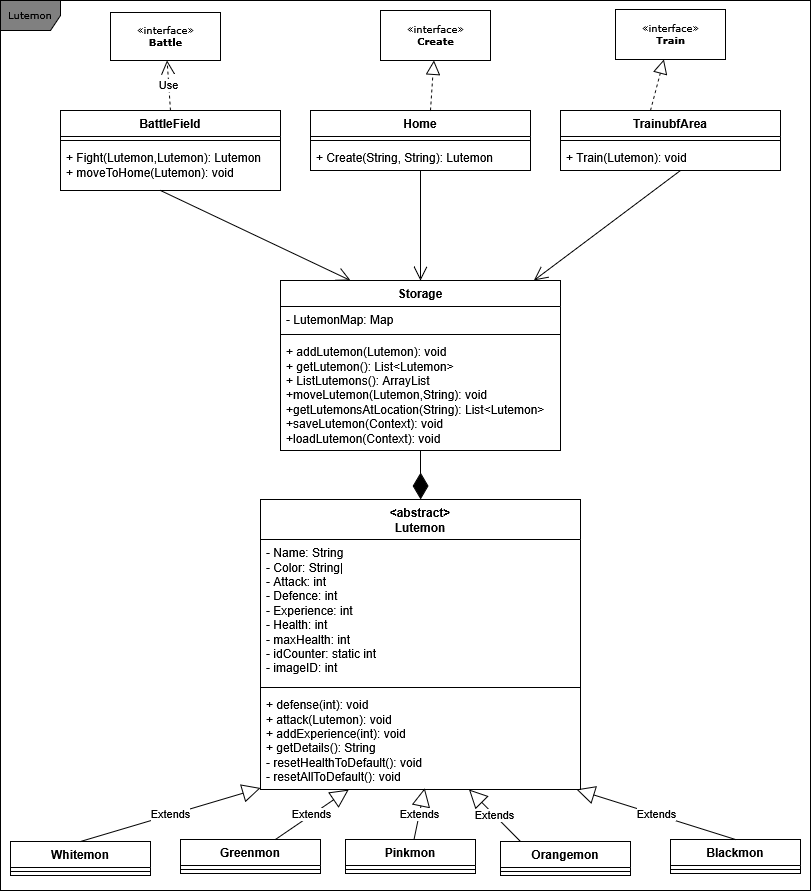 Lutemon
«interface»
Battle
«interface»
Create
«interface»
Train
Use
BattleField
+ Fight(Lutemon,Lutemon): Lutemon
+ moveToHome(Lutemon): void
Home
+ Create(String, String): Lutemon
TrainubfArea
+ Train(Lutemon): void
Storage
- LutemonMap: Map
+ addLutemon(Lutemon): void
+ getLutemon(): List<Lutemon>
+ ListLutemons(): ArrayList
+moveLutemon(Lutemon,String): void
+getLutemonsAtLocation(String): List<Lutemon>
+saveLutemon(Context): void
+loadLutemon(Context): void
<abstract>
Lutemon
- Name: String
- Color: String|
- Attack: int
- Defence: int
- Experience: int
- Health: int
- maxHealth: int
- idCounter: static int
- imageID: int
+ defense(int): void
+ attack(Lutemon): void
+ addExperience(int): void
+ getDetails(): String
- resetHealthToDefault(): void
- resetAllToDefault(): void
Extends
Extends
Extends
Extends
Extends
Whitemon
Greenmon
Pinkmon
Orangemon
Blackmon